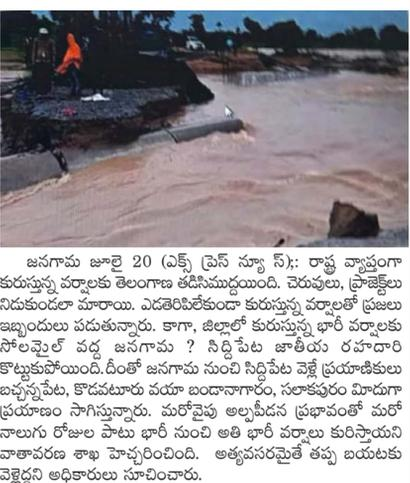 జనగామ జూలై 20 (ఎక్స్ ప్రెస్ న్యూ స్);: రాష్ట్ర వ్యాప్తంగా
కురుస్తున్న వర్షాలకు తెలంగాణ తడిసిముద్దయింది. చెరువులు, ప్రాజెక్ట్‌లు
నిడుకుండలా మారాయి. ఎడతెరిపిలేకుండా కురుస్తున్న వర్షాలతో ప్రజలు
ఇబ్బందులు పడుతున్నారు. కాగా, జిల్లాలో కురుస్తున్న భారీ వర్షాలకు
సోలమైల్ వద్ద జనగామ ? సిద్దిపేట జాతీయ రహదారి
కొట్టుకుపోయింది.దీంతో జనగామ నుంచి సిద్దిపేట వెళ్లే ప్రయాణికులు
బచ్చన్నపేట, కొడవటూరు వయా బండానాగారం, సలాకపురం మీదుగా
ప్రయాణం సాగిస్తున్నారు. మరోవైపు అల్పపీడన ప్రభావంతో మరో
నాలుగు రోజుల పాటు భారీ నుంచి అతి భారీ వర్షాలు కురిస్తాయని
వాతావరణ శాఖ హెచ్చరించింది. అత్యవసరమైతే తప్ప బయటకు
వెళ్లొద్దని అధికారులు సూచించారు.